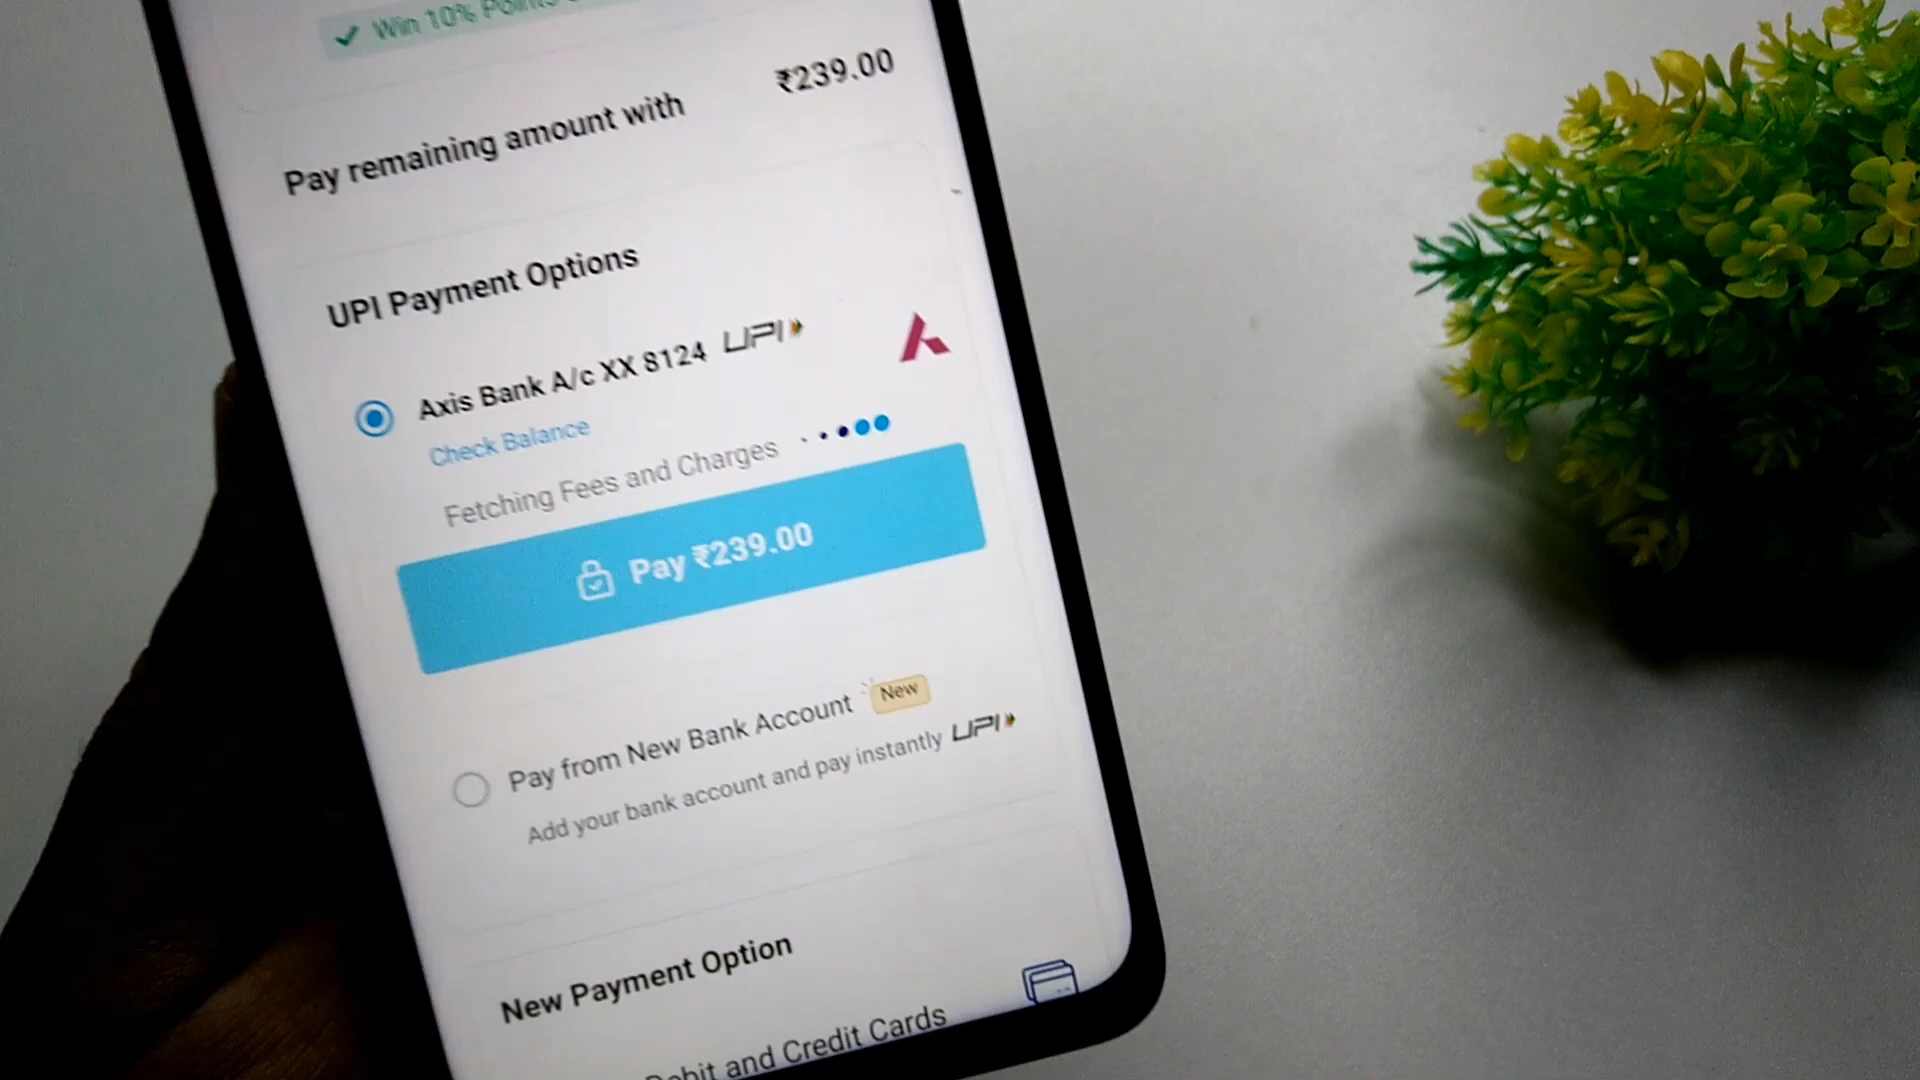 Win 10% Points
₹239.00
Pay remaining amount with
UPI Payment Options
Axis Bank A/c XX 8124 UPI
Check Balance
Fetching Fees and Charges
Pay ₹239.00
Pay from New Bank Account New
Add your bank account and pay instantly UPI
New Payment Option
Debit and Credit Cards